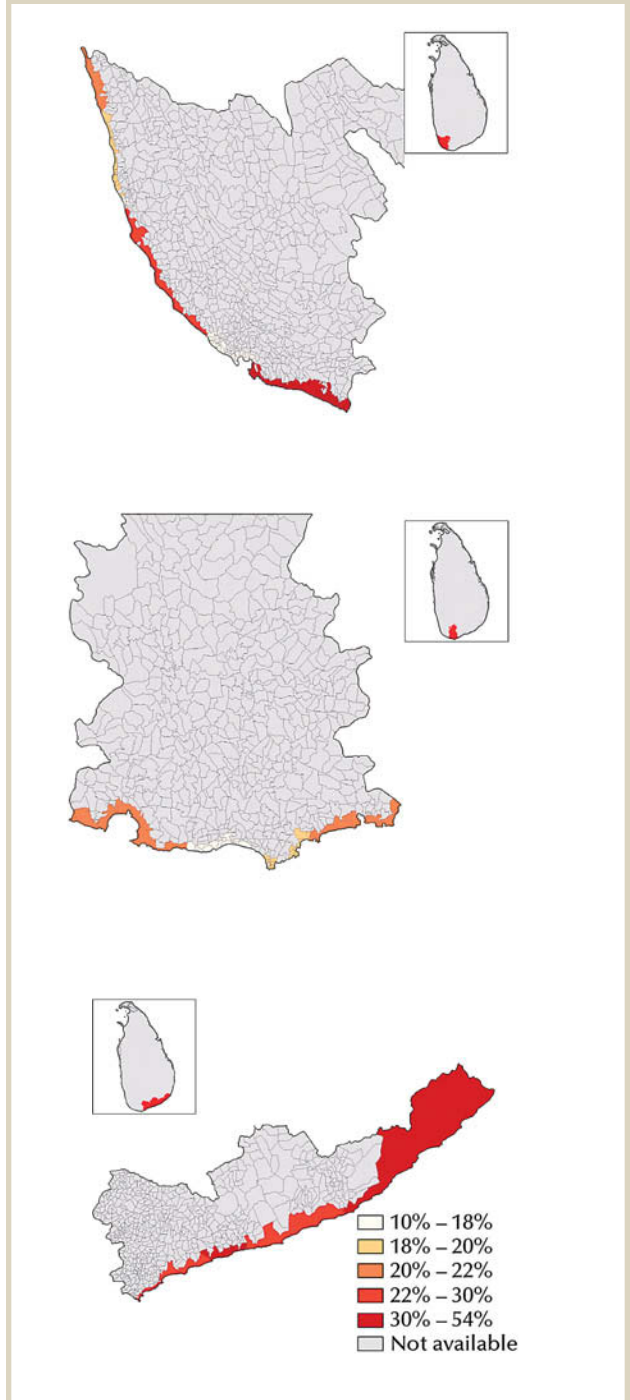 10% – 18%
18% – 20%
20% – 22%
22% – 30%
30% – 54%
Not available